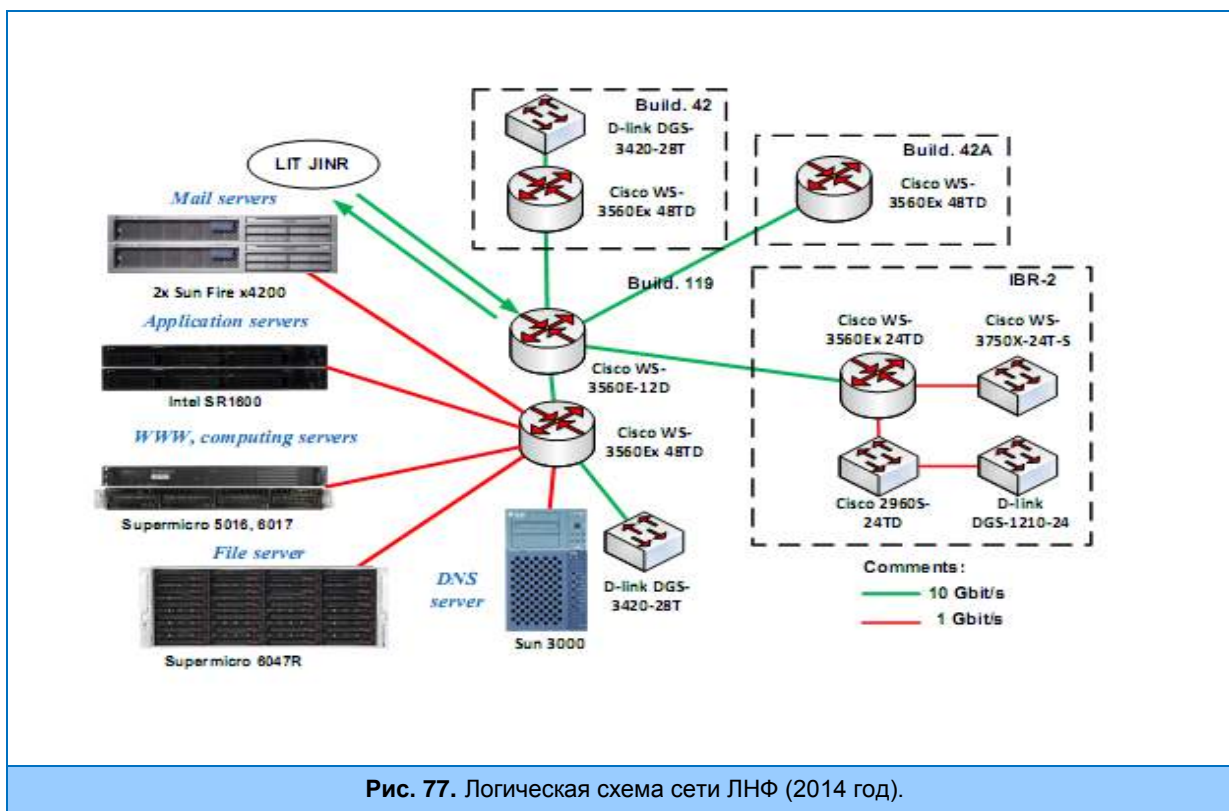 Build. 42
D-link DGS-
3420-28T
Cisco WS-
3560Ex 48TD
Build. 42A
Cisco WS-
3560Ex 48TD
LIT JINR
Mail servers
2x Sun Fire x4200
Application servers
Intel SR1600
WWW, computing servers
Supermicro 5016, 6017
File server
Supermicro 6047R
DNS
server
Sun 3000
Build. 119
Cisco WS-
3560E-12D
Cisco WS-
3560Ex 48TD
D-link DGS-
3420-28T
IBR-2
Cisco WS-
3560Ex 24TD
Cisco WS-
3750X-24T-S
Cisco 2960S-
24TD
D-link
DGS-1210-24
Comments:
10 Gbit/s
1 Gbit/s
Рис. 77. Логическая схема сети ЛНФ (2014 год).